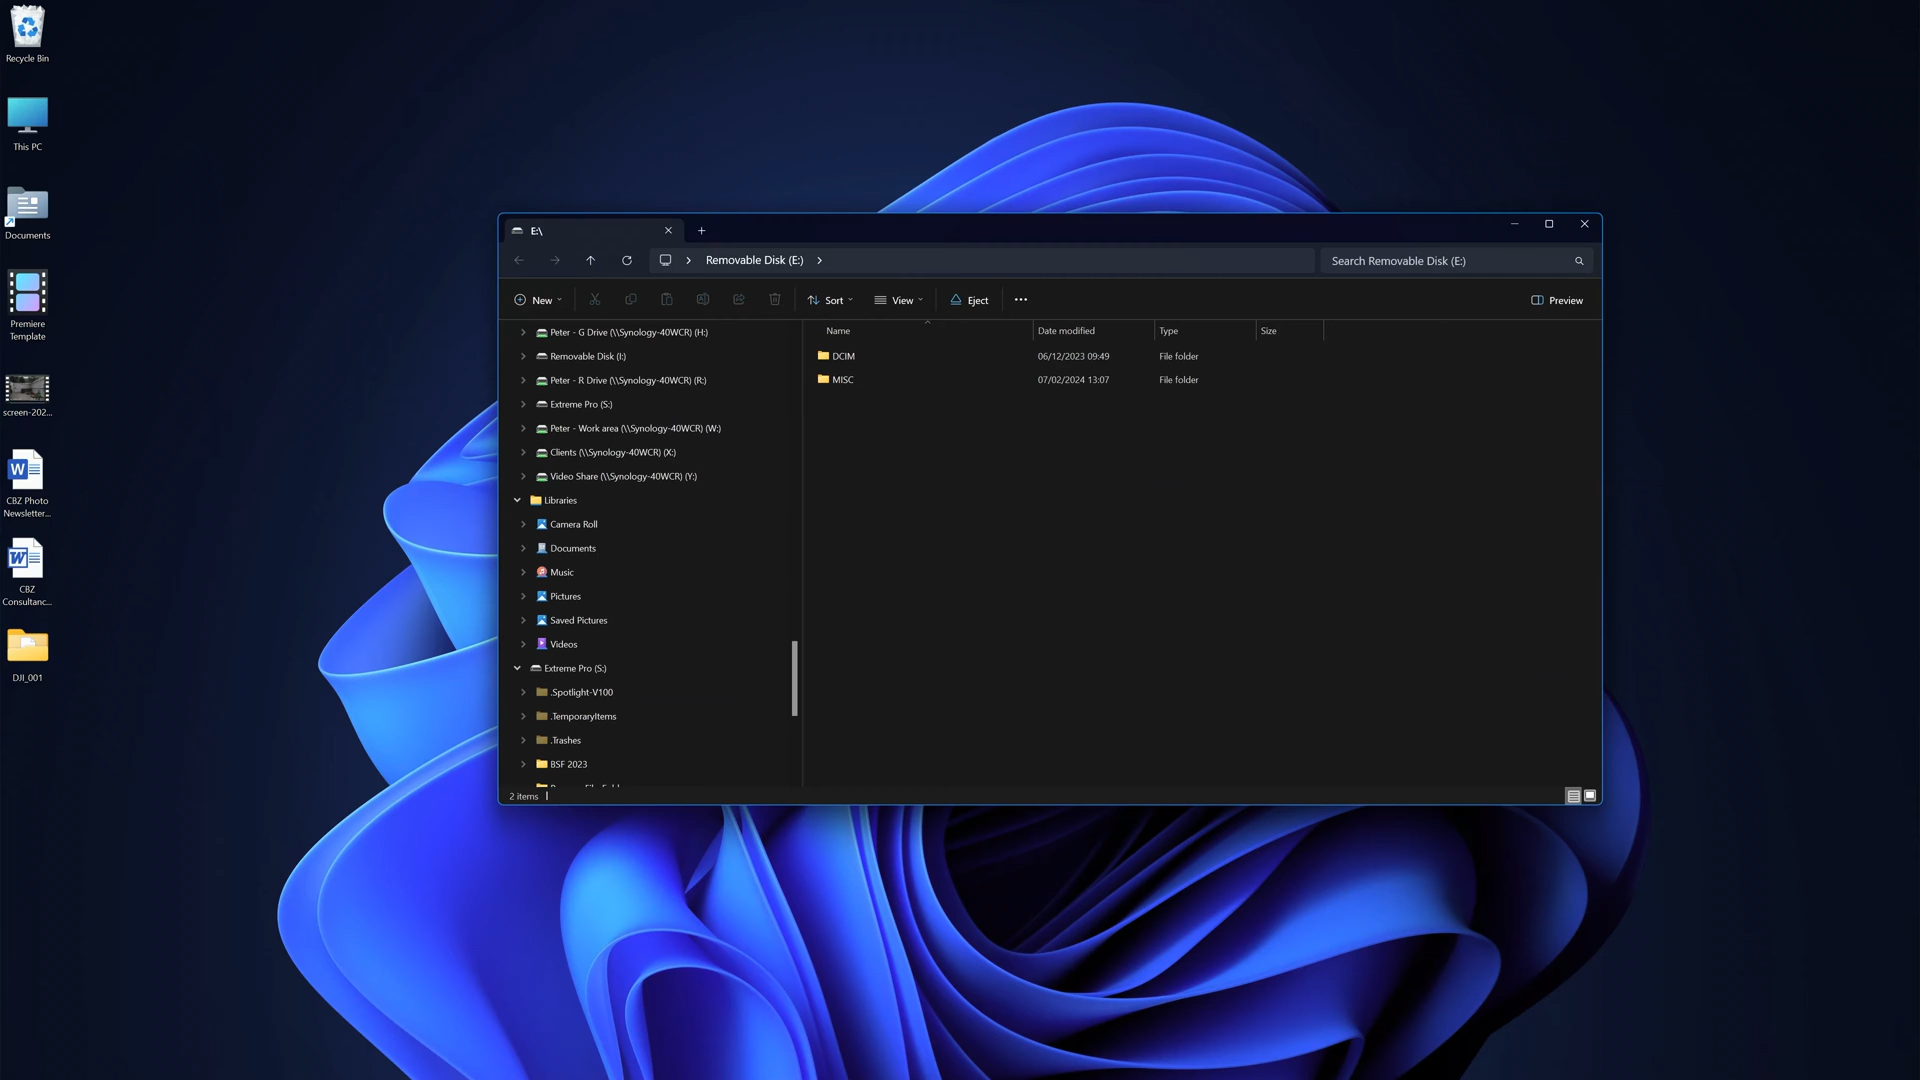 Recycle Bin
This PC
Documents
Premiere
Template
screen-202...
CBZ Photo
Newsletter...
CBZ
Consultanc...
DJI_001
E:\
Removable Disk (E:)
Search Removable Disk (E:)
New
Sort
View
Eject
Preview
Peter - G Drive (\\Synology-40WCR) (H:)
Removable Disk (I:)
Peter - R Drive (\\Synology-40WCR) (R:)
Extreme Pro (S:)
Peter - Work area (\\Synology-40WCR) (W:)
Clients (\\Synology-40WCR) (X:)
Video Share (\\Synology-40WCR) (Y:)
Libraries
Camera Roll
Documents
Music
Pictures
Saved Pictures
Videos
Extreme Pro (S:)
.Spotlight-V100
.TemporaryItems
.Trashes
BSF 2023
Name Date modified Type Size
DCIM 06/12/2023 09:49 File folder
MISC 07/02/2024 13:07 File folder
2 items